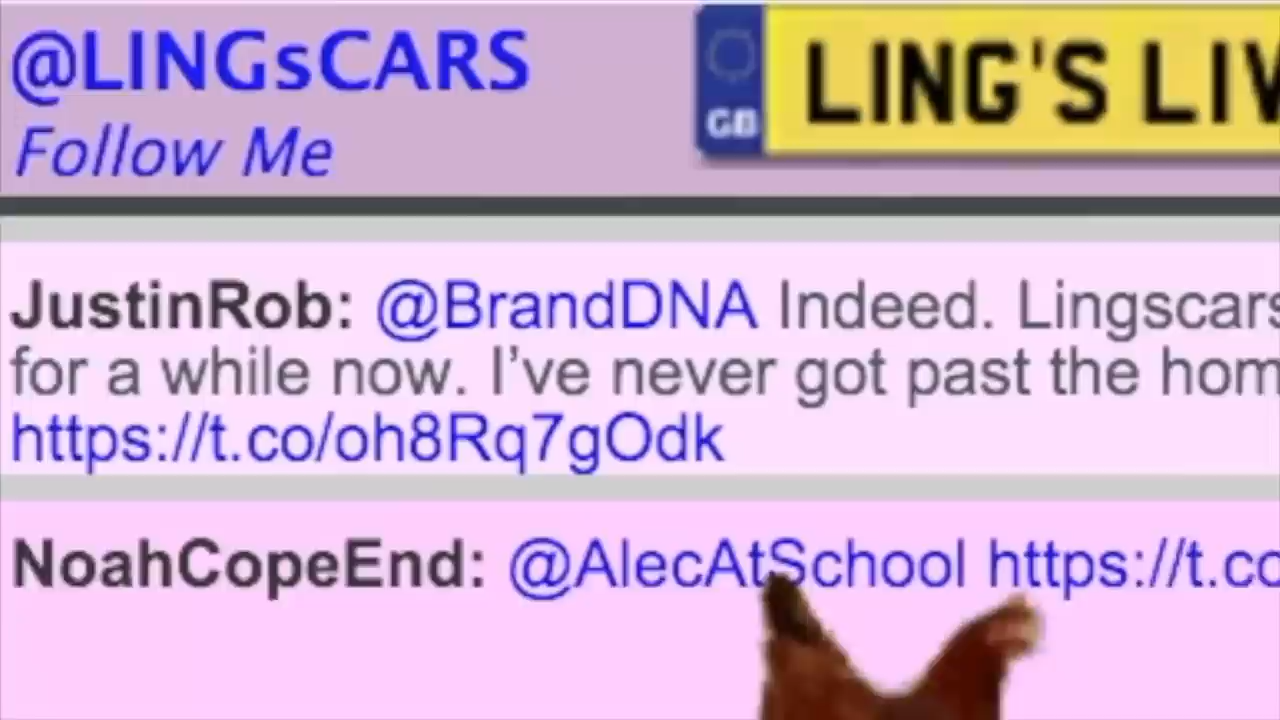 @LINGsCARS
Follow Me
GB
LING'S LIV
JustinRob: @BrandDNA Indeed. Lingscars
for a while now. I’ve never got past the hom
https://t.co/oh8Rq7gOdk
NoahCopeEnd: @AlecAtSchool https://t.co